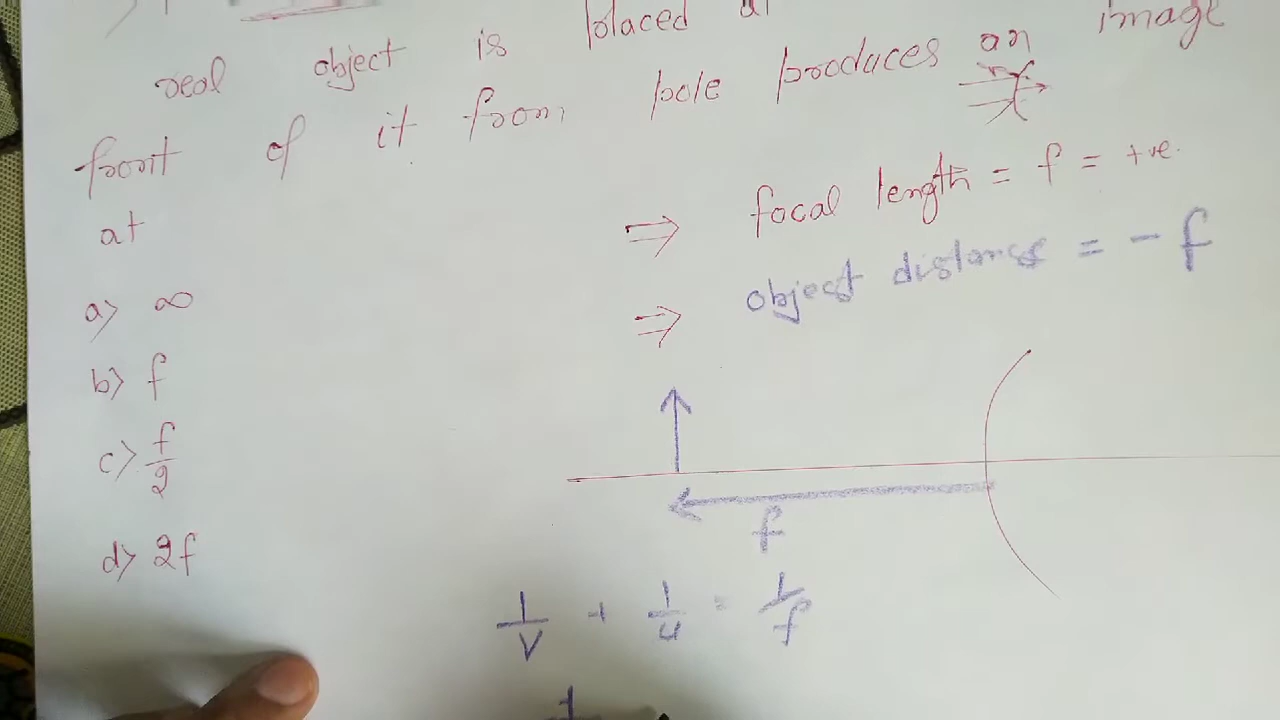 real object is placed at
front of it from pole produces an image
at
a) ∞
b) f
c) f/2
d) 2f
⇒ focal length = f = +ve.
⇒ object distance = - f
f
1/v + 1/u = 1/f
1